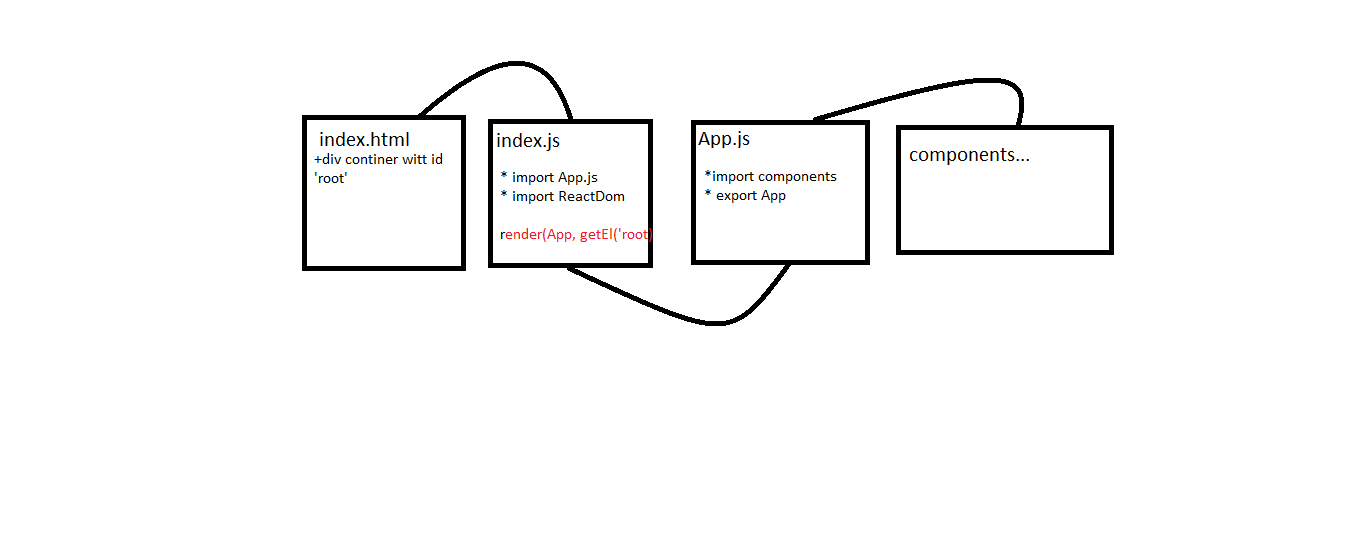 index.html
+div continer witt id
'root'
index.js
* import App.js
* import ReactDom
render(App, getEl('root)
App.js
*import components
* export App
components...